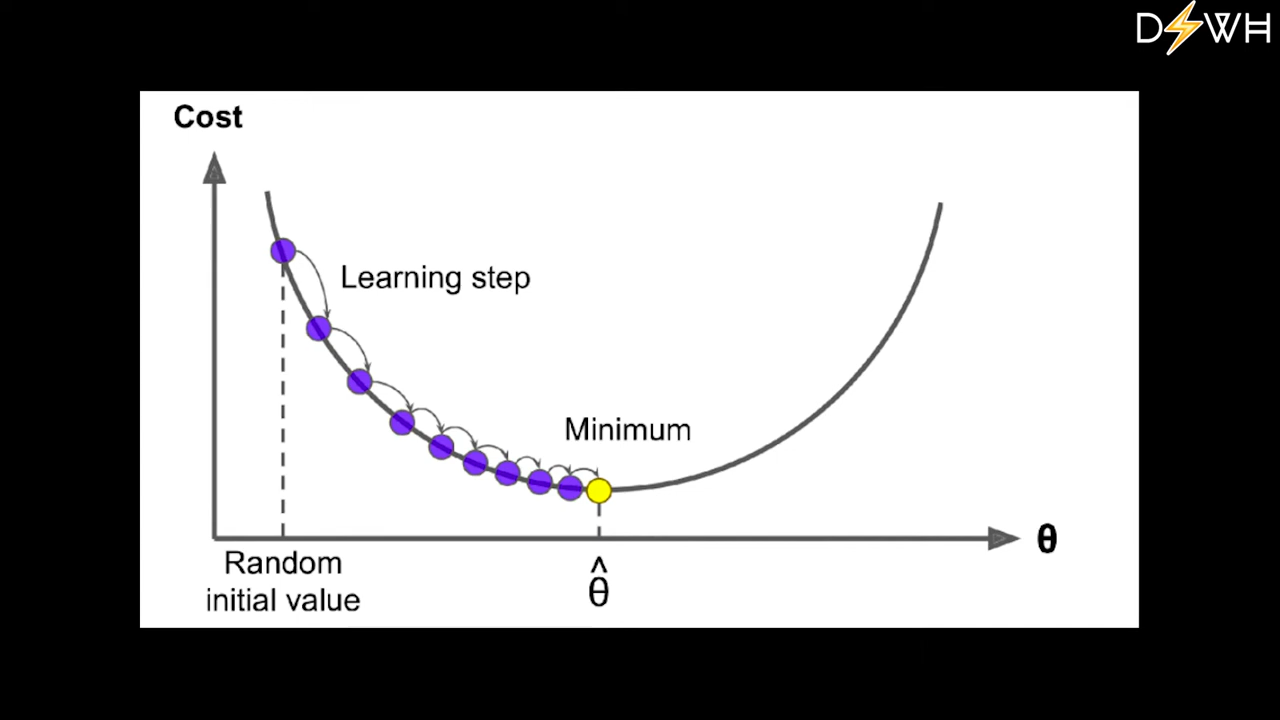 D⚡WH
Cost
Learning step
Minimum
θ
Random
initial value
θ̂